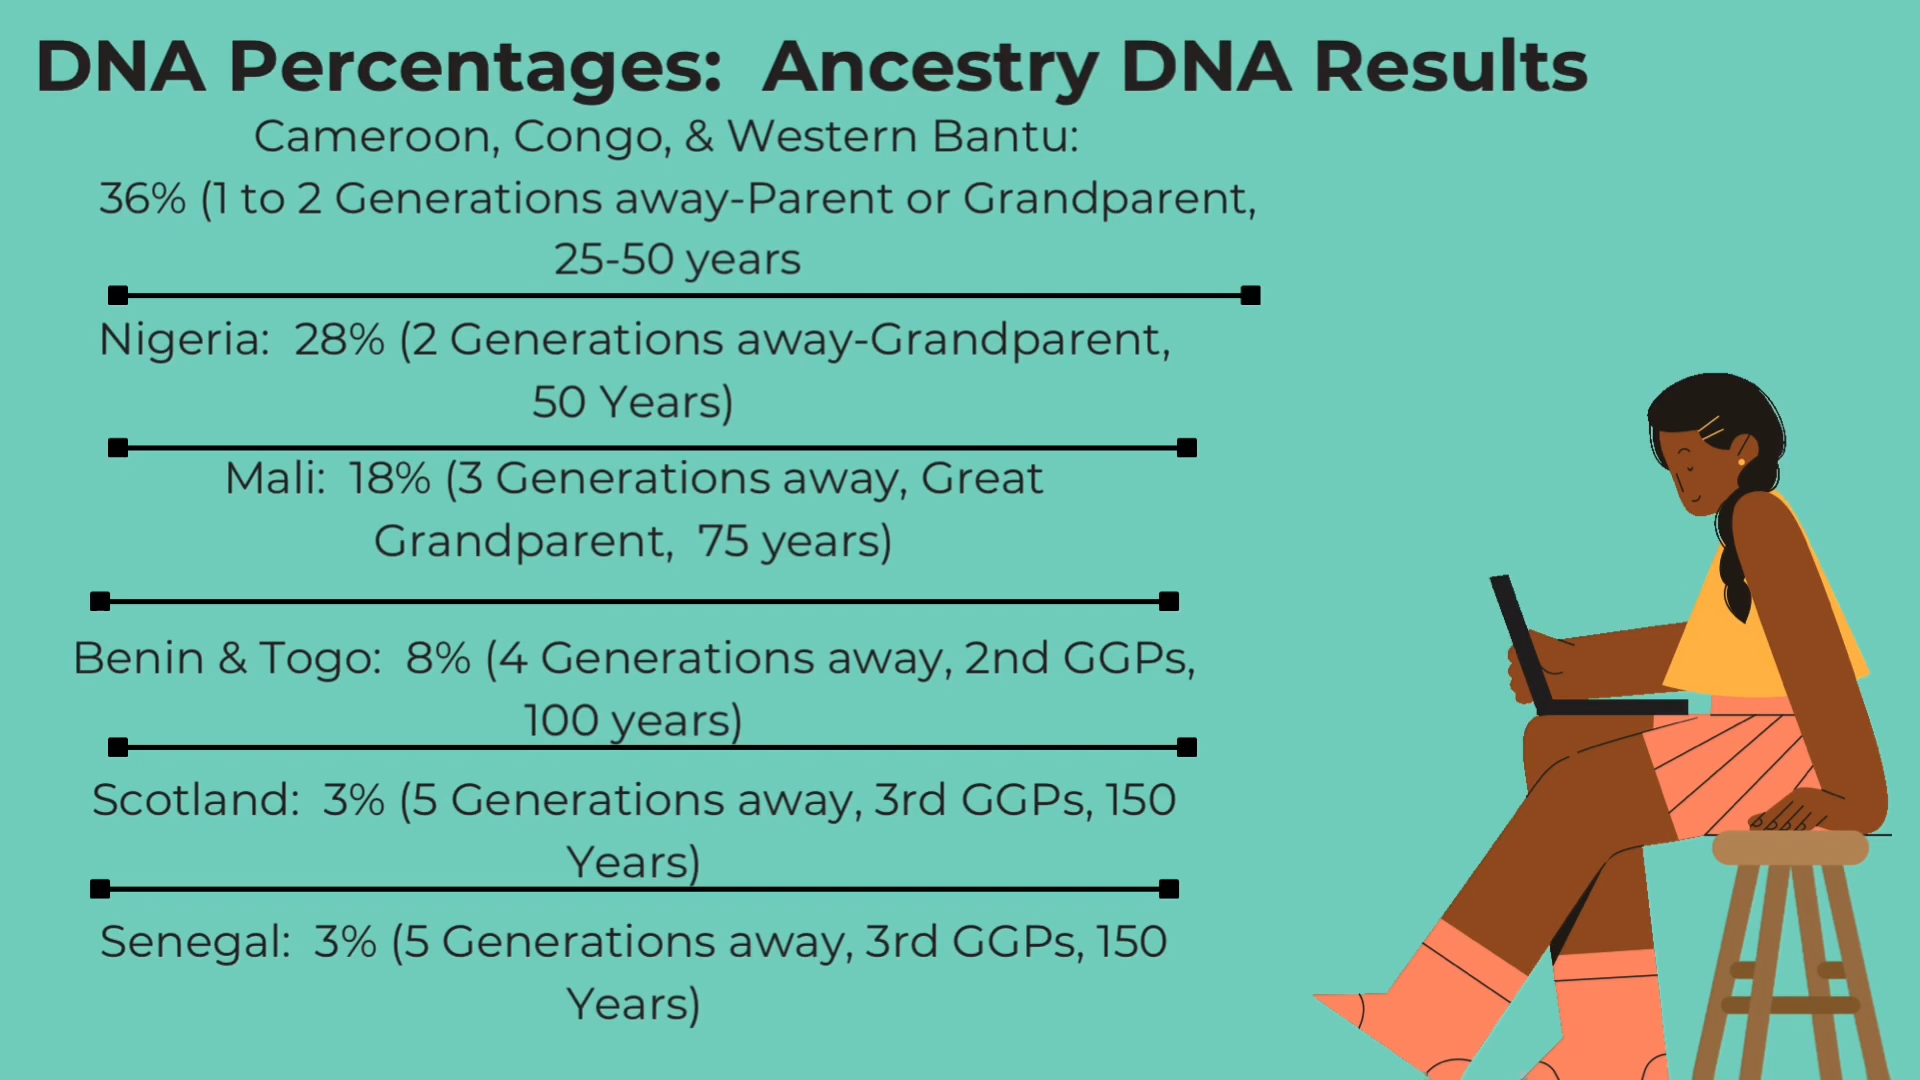 DNA Percentages:  Ancestry DNA Results
Cameroon, Congo, & Western Bantu:
36% (1 to 2 Generations away-Parent or Grandparent,
25-50 years
Nigeria:  28% (2 Generations away-Grandparent,
50 Years)
Mali:  18% (3 Generations away, Great
Grandparent,  75 years)
Benin & Togo:  8% (4 Generations away, 2nd GGPs,
100 years)
Scotland:  3% (5 Generations away, 3rd GGPs, 150
Years)
Senegal:  3% (5 Generations away, 3rd GGPs, 150
Years)